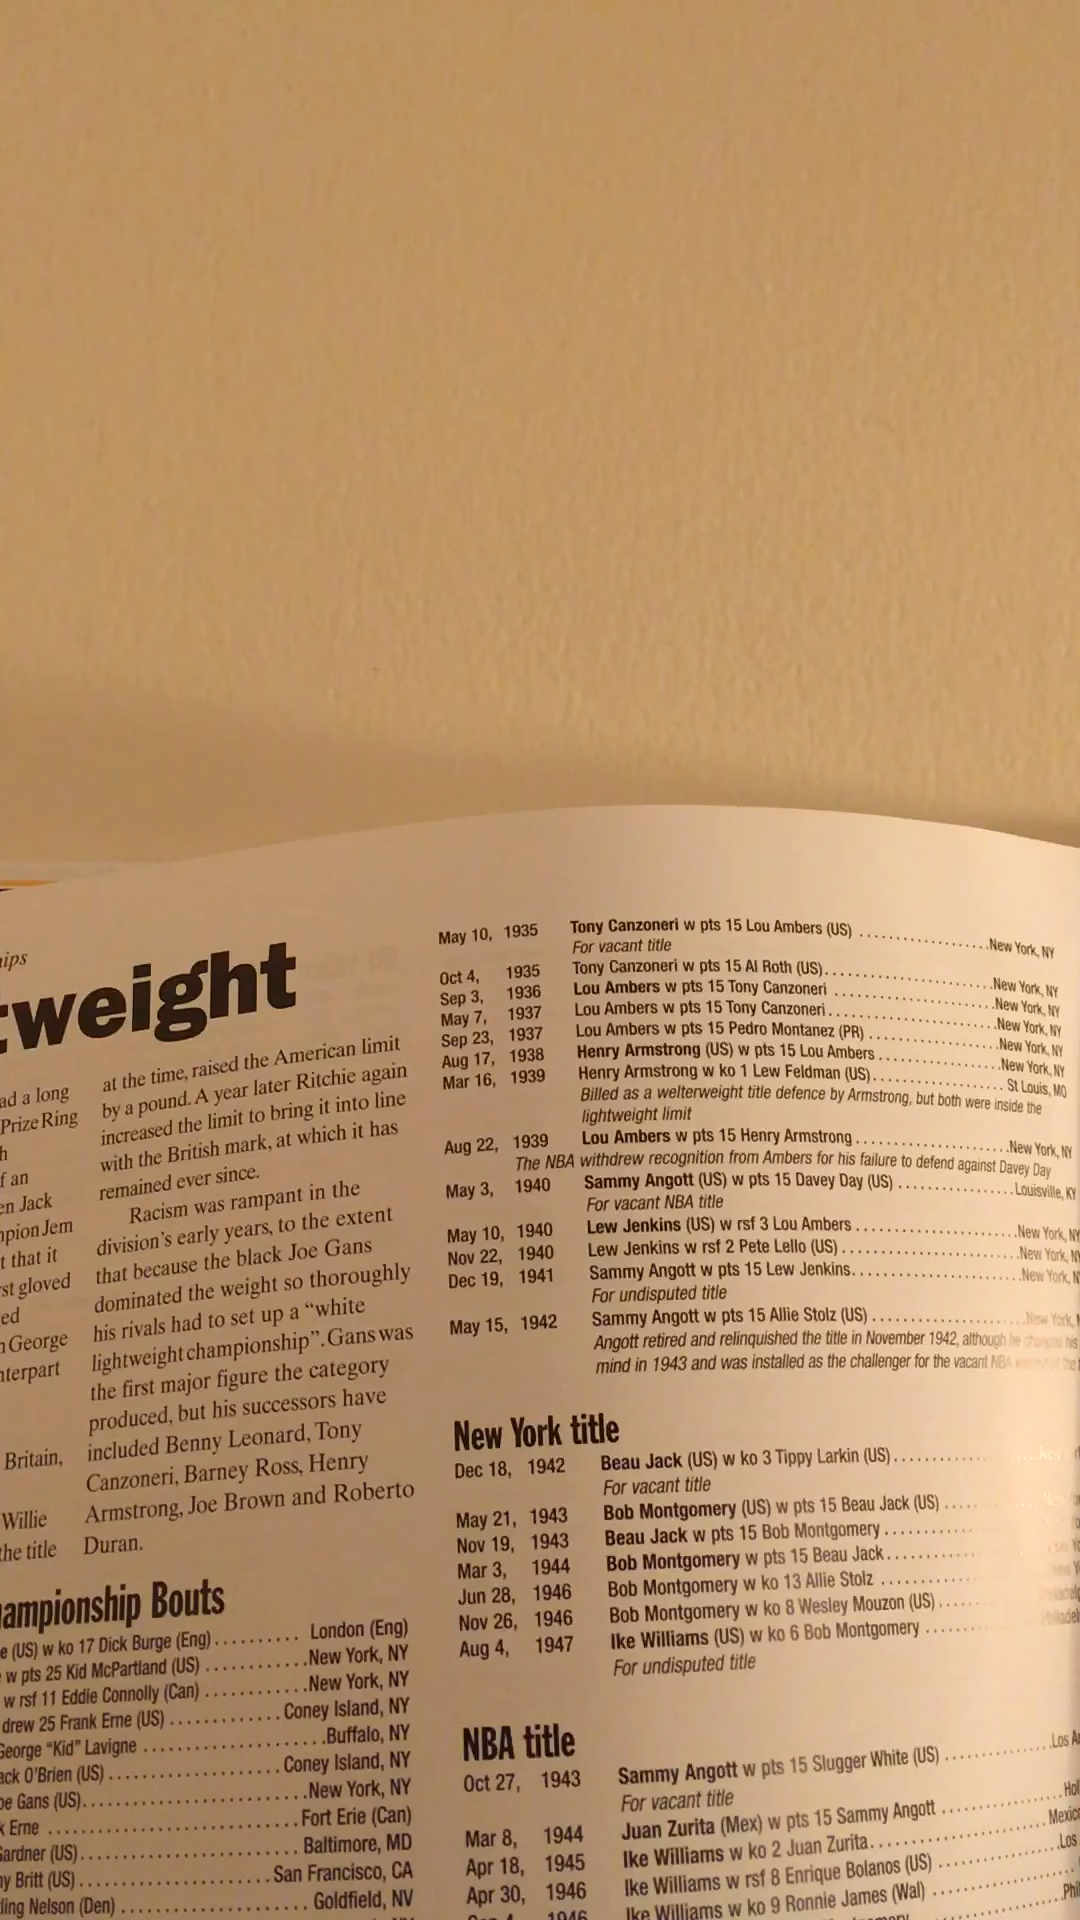 tweight
ad a long
Prize Ring
f an
en Jack
Jem
t that it
st gloved
ed
George
Britain,
Willie
the title
at the time, raised the American limit
by a pound. A year later Ritchie again
increased the limit to bring it into line
with the British mark, at which it has
remained ever since.
Racism was rampant in the
division's early years, to the extent
that because the black Joe Gans
dominated the weight so thoroughly
his rivals had to set up a “white
lightweight championship”. Gans was
the first major figure the category
produced, but his successors have
included Benny Leonard, Tony
Canzoneri, Barney Ross, Henry
Armstrong, Joe Brown and Roberto
Duran.
ampionship Bouts
e (US) w ko 17 Dick Burge (Eng) .......... London (Eng)
w pts 25 Kid McPartland (US) ............ New York, NY
w rsf 11 Eddie Connolly (Can) ............ New York, NY
drew 25 Frank Erne (US) ............. Coney Island, NY
George “Kid” Lavigne ..................... Buffalo, NY
ack O'Brien (US) ................... Coney Island, NY
oe Gans (US) ......................... New York, NY
k Erne ............................ Fort Erie (Can)
Gardner (US) ......................... Baltimore, MD
y Britt (US) ..................... San Francisco, CA
ling Nelson (Den) ..................... Goldfield, NV
May 10, 1935 Tony Canzoneri w pts 15 Lou Ambers (US) .................. New York, NY
For vacant title
Oct 4, 1935 Tony Canzoneri w pts 15 Al Roth (US) ..................... New York, NY
Sep 3, 1936 Lou Ambers w pts 15 Tony Canzoneri ..................... New York, NY
May 7, 1937 Lou Ambers w pts 15 Tony Canzoneri ..................... New York, NY
Sep 23, 1937 Lou Ambers w pts 15 Pedro Montanez (PR) ................. New York, NY
Aug 17, 1938 Henry Armstrong (US) w pts 15 Lou Ambers ................ New York, NY
Mar 16, 1939 Henry Armstrong w ko 1 Lew Feldman (US) ................. St Louis, MO
Billed as a welterweight title defence by Armstrong, but both were inside the
lightweight limit
Aug 22, 1939 Lou Ambers w pts 15 Henry Armstrong .................... New York, NY
The NBA withdrew recognition from Ambers for his failure to defend against Davey Day
May 3, 1940 Sammy Angott (US) w pts 15 Davey Day (US) ............... Louisville, KY
For vacant NBA title
May 10, 1940 Lew Jenkins (US) w rsf 3 Lou Ambers .................... New York, NY
Nov 22, 1940 Lew Jenkins w rsf 2 Pete Lello (US) ...................... New York, NY
Dec 19, 1941 Sammy Angott w pts 15 Lew Jenkins ...................... New York, N
For undisputed title
May 15, 1942 Sammy Angott w pts 15 Allie Stolz (US) ................... New York,
Angott retired and relinquished the title in November 1942, although he changed his
mind in 1943 and was installed as the challenger for the vacant NBA
New York title
Dec 18, 1942 Beau Jack (US) w ko 3 Tippy Larkin (US) ..................
For vacant title
May 21, 1943 Bob Montgomery (US) w pts 15 Beau Jack (US) .....
Nov 19, 1943 Beau Jack w pts 15 Bob Montgomery ............
Mar 3, 1944 Bob Montgomery w pts 15 Beau Jack ............
Jun 28, 1946 Bob Montgomery w ko 13 Allie Stolz ............
Nov 26, 1946 Bob Montgomery w ko 8 Wesley Mouzon (US) ......
Aug 4, 1947 Ike Williams (US) w ko 6 Bob Montgomery ........
For undisputed title
NBA title
Oct 27, 1943 Sammy Angott w pts 15 Slugger White (US) ............... Los A
For vacant title
Mar 8, 1944 Juan Zurita (Mex) w pts 15 Sammy Angott ................ Hol
Apr 18, 1945 Ike Williams w ko 2 Juan Zurita ....................... Mexico
Apr 30, 1946 Ike Williams w rsf 8 Enrique Bolanos (US) .............. Los
1946 Ike Williams w ko 9 Ronnie James (Wal) ..................